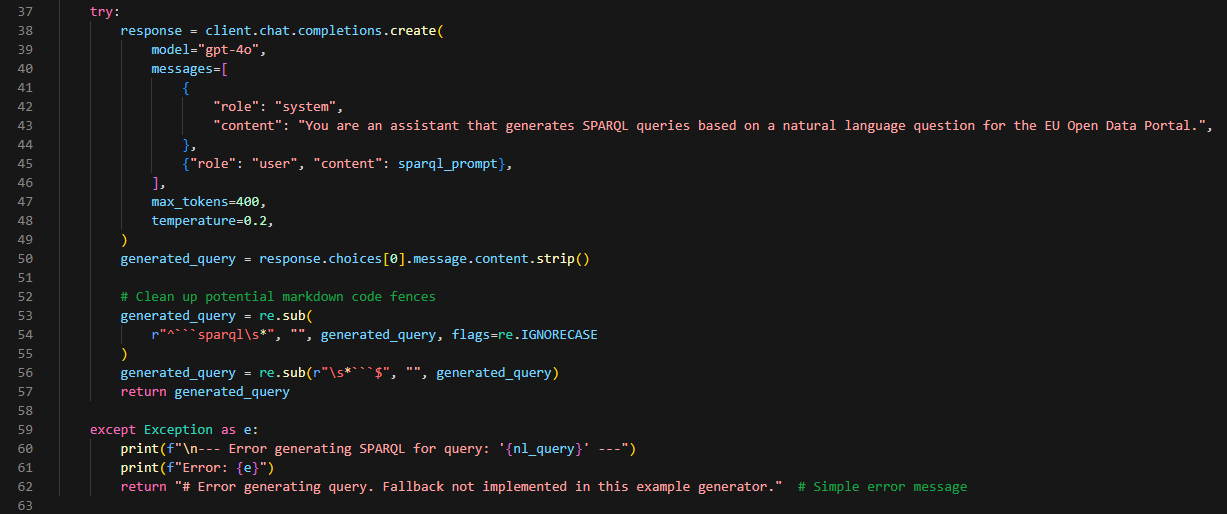 37 try:
38 response = client.chat.completions.create(
39 model="gpt-4o",
40 messages=[
41 {
42 "role": "system",
43 "content": "You are an assistant that generates SPARQL queries based on a natural language question for the EU Open Data Portal.",
44 },
45 {"role": "user", "content": sparql_prompt},
46 ],
47 max_tokens=400,
48 temperature=0.2,
49 )
50 generated_query = response.choices[0].message.content.strip()
51
52 # Clean up potential markdown code fences
53 generated_query = re.sub(
54 r"^```sparql\s*", "", generated_query, flags=re.IGNORECASE
55 )
56 generated_query = re.sub(r"\s*```$", "", generated_query)
57 return generated_query
58
59 except Exception as e:
60 print(f"\n--- Error generating SPARQL for query: '{nl_query}' ---")
61 print(f"Error: {e}")
62 return "# Error generating query. Fallback not implemented in this example generator."  # Simple error message
63